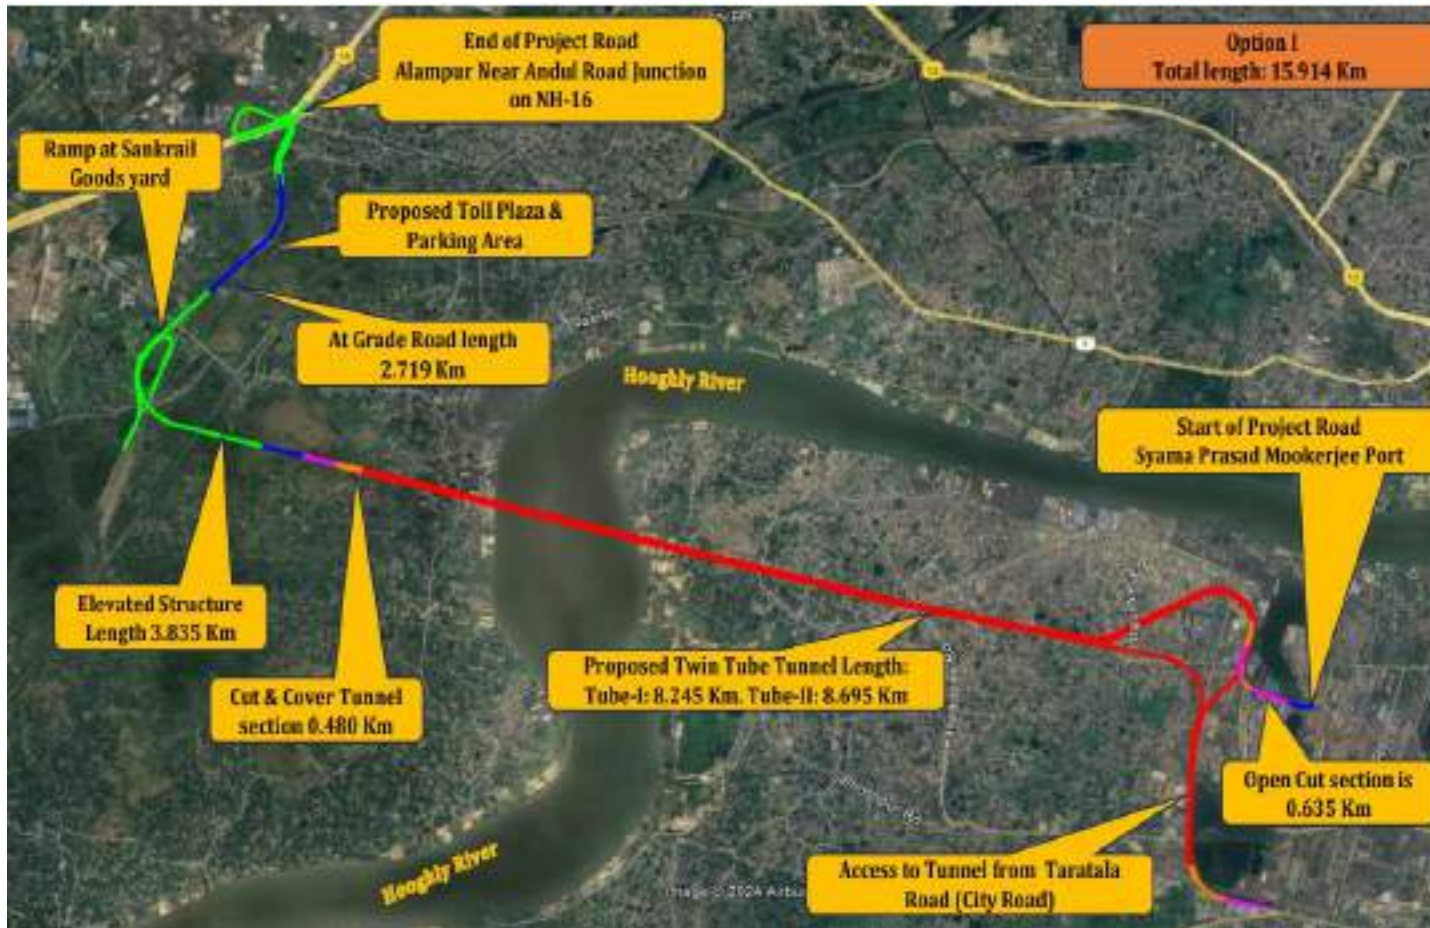 End of Project Road
Alampur Near Andul Road Junction
on NH-16
Option I
Total length: 15.914 Km
Ramp at Sankrail
Goods yard
Proposed Toll Plaza &
Parking Area
At Grade Road length
2.719 Km
Hooghly River
Start of Project Road
Syama Prasad Mookerjee Port
Elevated Structure
Length 3.835 Km
Cut & Cover Tunnel
section 0.480 Km
Proposed Twin Tube Tunnel Length:
Tube-I: 8.245 Km. Tube-II: 8.695 Km
Open Cut section is
0.635 Km
Hooghly River
Access to Tunnel from Taratala
Road (City Road)
Image © 2024 Airbu